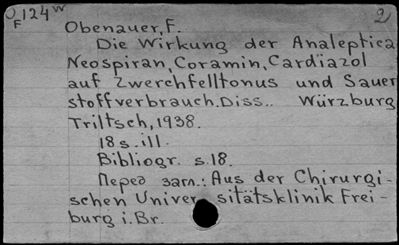 O,124w 2
F
Obenauer, F.
Die Wirkung der Analeptica
Neospiran, Coramin, Cardiazol
auf Zwerchfelltonus und Sauer
stoffverbrauch. Diss.. Würzburg
Triltsch, 1938.
18 s. ill.
Bibliogr. s. 18.
Перед загл.: Aus der Chirurgi-
schen Univer sitätsklinik Frei-
burg i. Br.